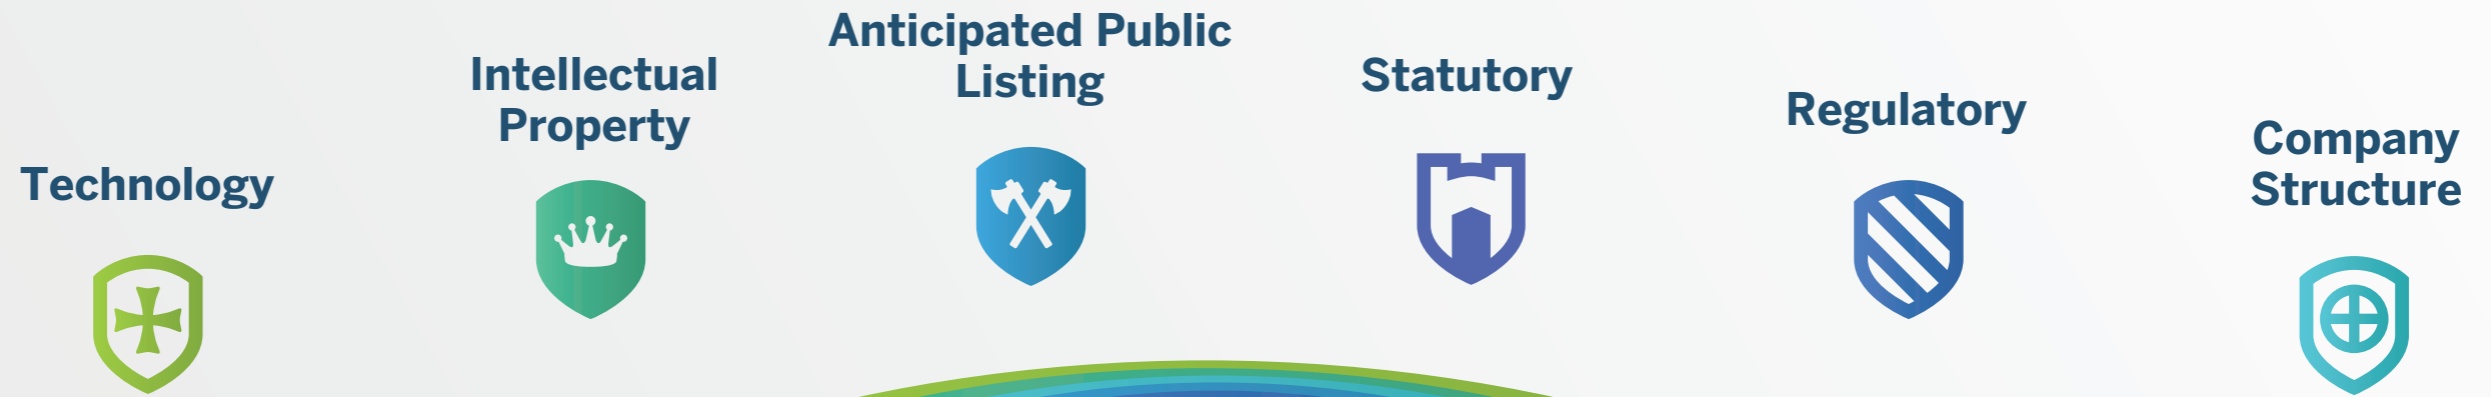 Technology
Intellectual
Property
Anticipated Public
Listing
Statutory
Regulatory
Company
Structure